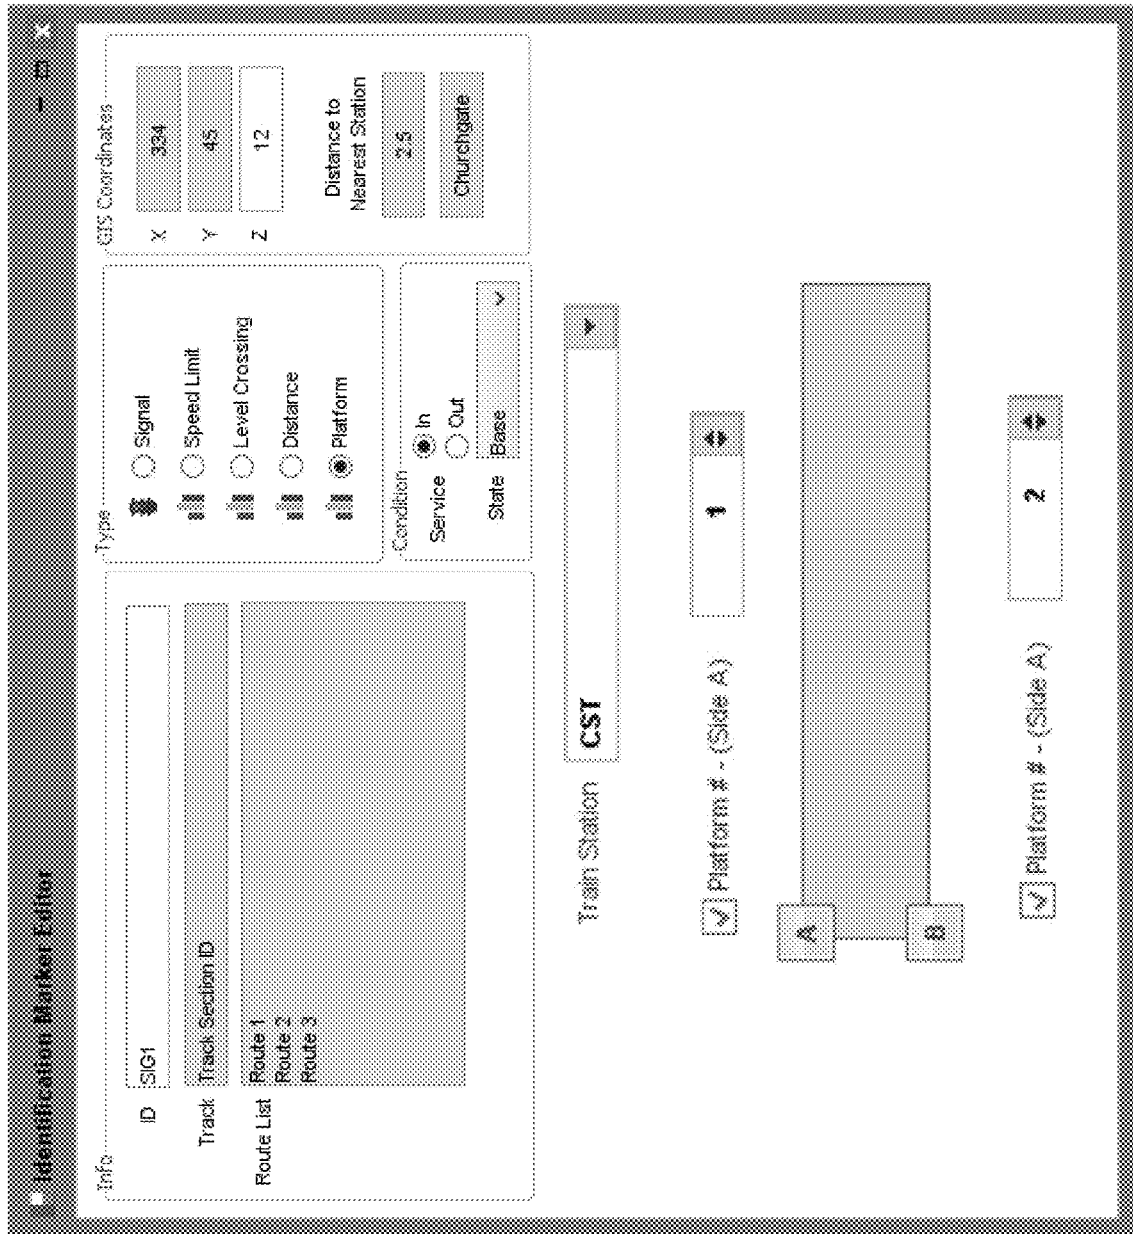 Identification Marker Editor
Info
ID SIG1
Track Track Section ID
Route List Route 1
Route 2
Route 3
Type
Signal
Speed Limit
Level Crossing
Distance
Platform
Condition
Service In
Out
State Base
GIS Coordinates
X 334
Y 45
Z 12
Distance to
Nearest Station
2.5
Churchgate
Train Station CST
Platform # - (Side A) 1
A
B
Platform # - (Side A) 2